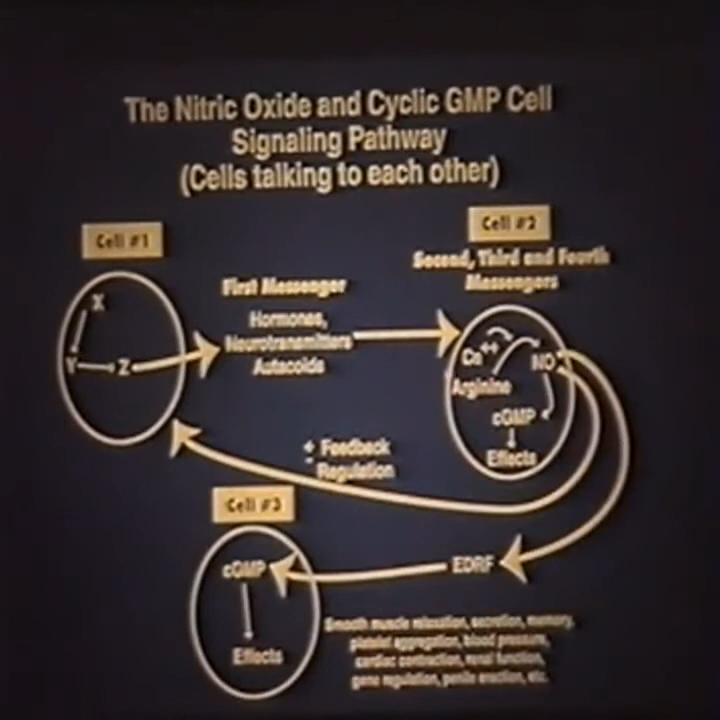 The Nitric Oxide and Cyclic GMP Cell
Signaling Pathway
(Cells talking to each other)
Cell #1
Cell #2
Second, Third and Fourth
Messengers
First Messenger
Hormones,
Neurotransmitters
Autacoids
X
Y
Z
Ca++
NO
Arginine
cGMP
Effects
+ Feedback
- Regulation
Cell #3
cGMP
EDRF
Effects
Smooth muscle relaxation, secretion, memory,
platelet aggregation, blood pressure,
cardiac contraction, renal function,
gene regulation, penile erection, etc.